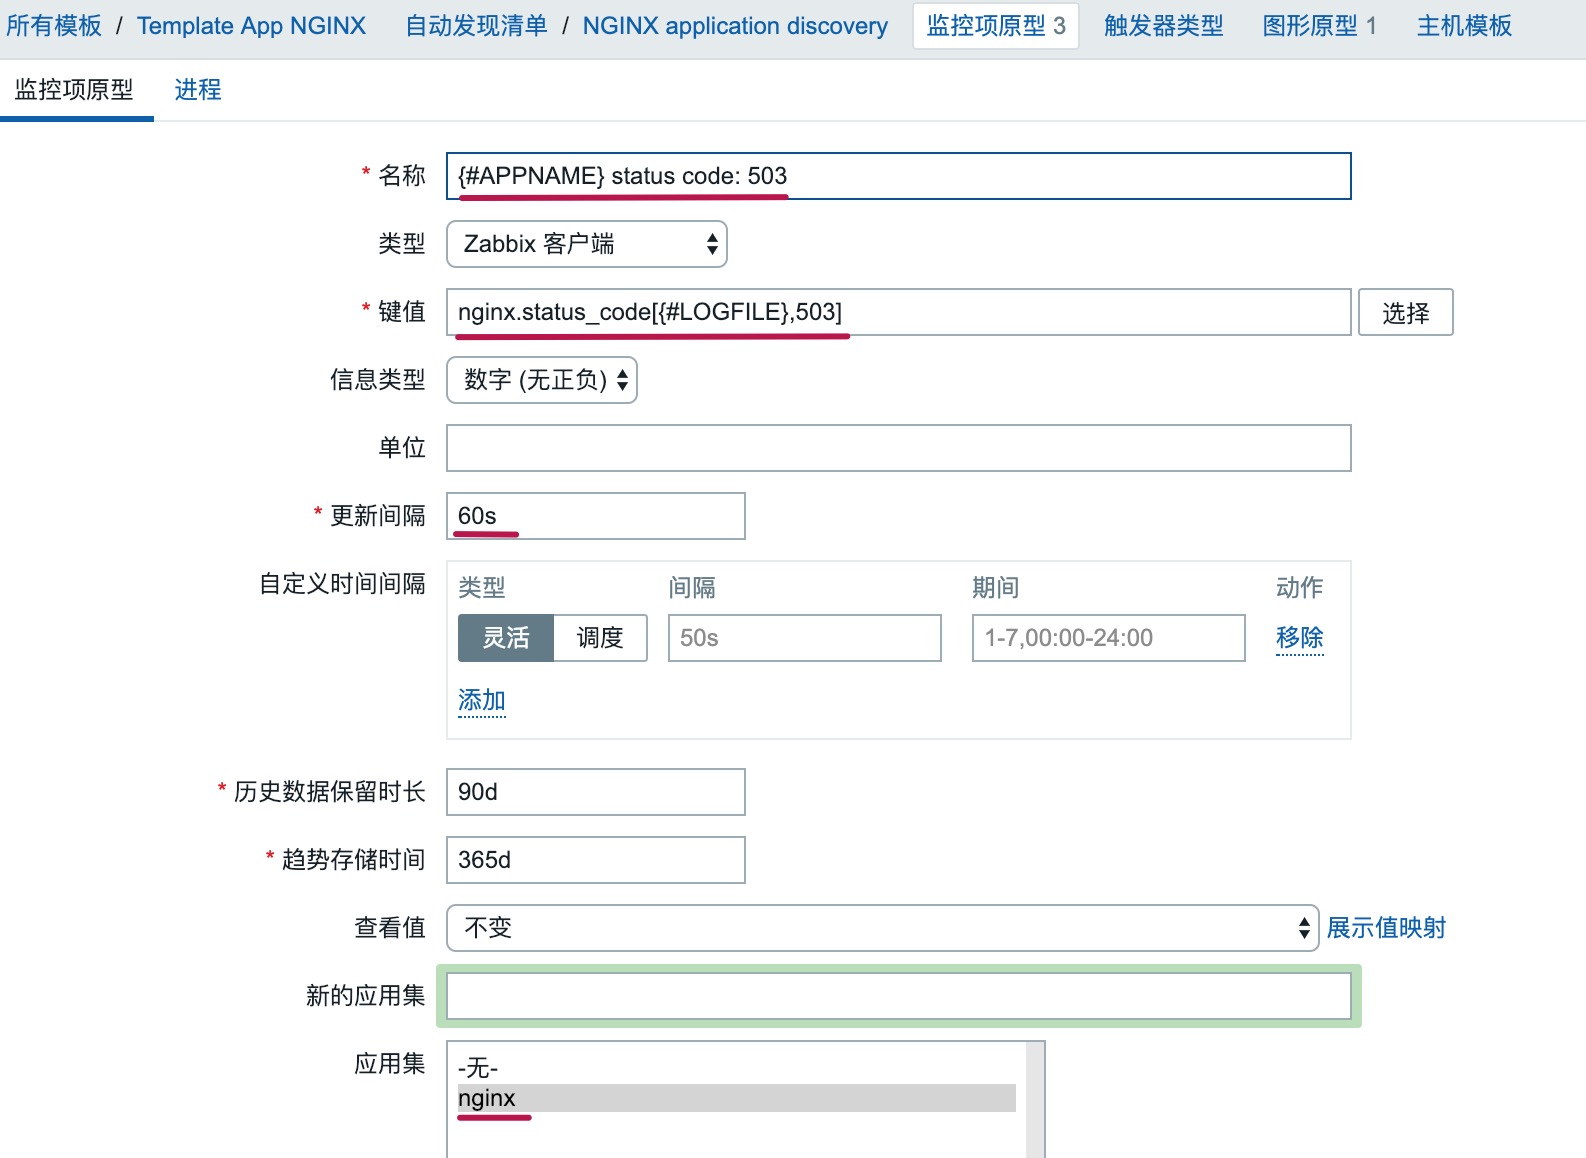 所有模板 / Template App NGINX 自动发现清单 / NGINX application discovery 监控项原型 3 触发器类型 图形原型 1 主机模板
监控项原型 进程
* 名称 {#APPNAME} status code: 503
类型 Zabbix 客户端
* 键值 nginx.status_code[{#LOGFILE},503] 选择
信息类型 数字 (无正负)
单位
* 更新间隔 60s
自定义时间间隔 类型 间隔 期间 动作
灵活 调度 50s 1-7,00:00-24:00 移除
添加
* 历史数据保留时长 90d
* 趋势存储时间 365d
查看值 不变 展示值映射
新的应用集
应用集 -无-
nginx